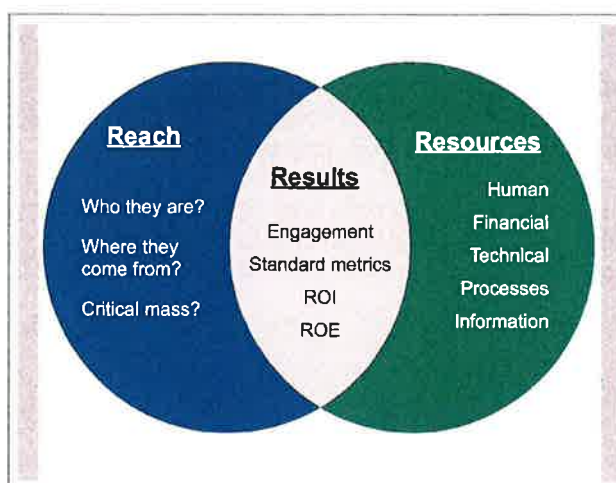 Reach
Who they are?
Where they
come from?
Critical mass?
Results
Engagement
Standard metrics
ROI
ROE
Resources
Human
Financial
Technical
Processes
Information